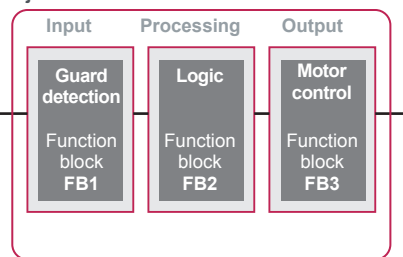 Input Processing Output
Guard
detection
Function
block
FB1
Logic
Function
block
FB2
Motor
control
Function
block
FB3